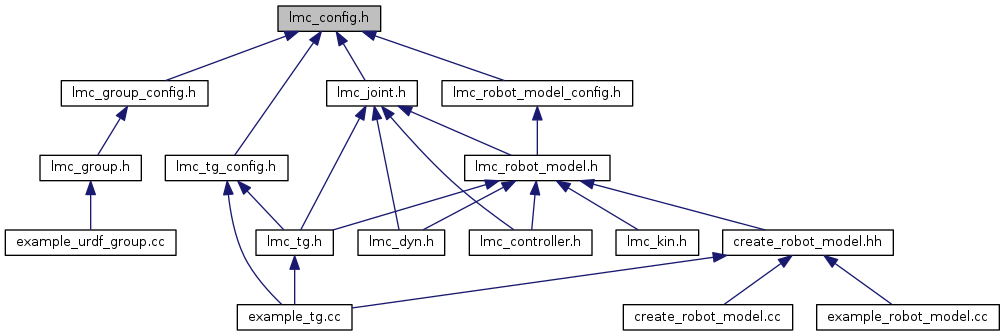 lmc_config.h
lmc_group_config.h
lmc_joint.h
lmc_robot_model_config.h
lmc_group.h
lmc_tg_config.h
lmc_robot_model.h
example_urdf_group.cc
lmc_tg.h
lmc_dyn.h
lmc_controller.h
lmc_kin.h
create_robot_model.hh
example_tg.cc
create_robot_model.cc
example_robot_model.cc